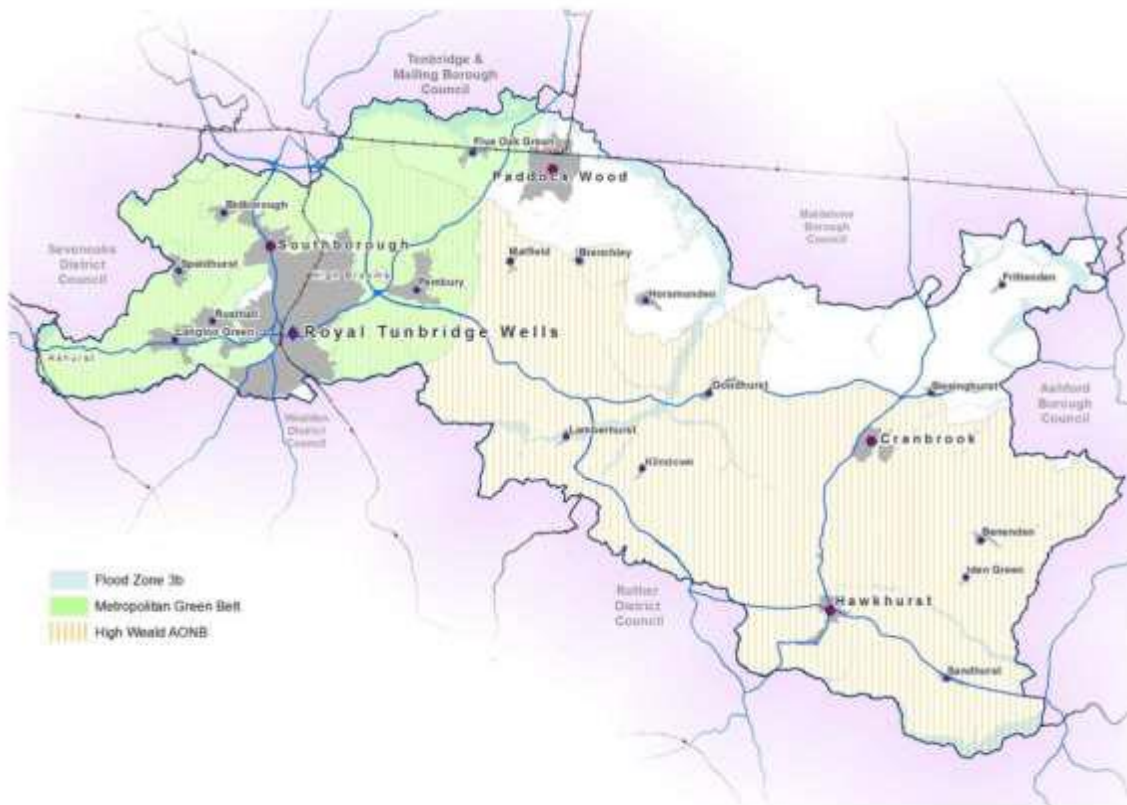 Tonbridge &
Malling Borough
Council
Five Oak Green
Paddock Wood
Maidstone
Borough
Council
Bidborough
Southborough
Sevenoaks
District
Council
Speldhurst
Matfield
Brenchley
Frittenden
High Brooms
Pembury
Horsmonden
Rusthall
Langton Green
Royal Tunbridge Wells
Ashurst
Goudhurst
Sissinghurst
Ashford
Borough
Council
Wealden
District
Council
Lamberhurst
Cranbrook
Kilndown
Benenden
Iden Green
Rother
District
Council
Hawkhurst
Sandhurst
Flood Zone 3b
Metropolitan Green Belt
High Weald AONB